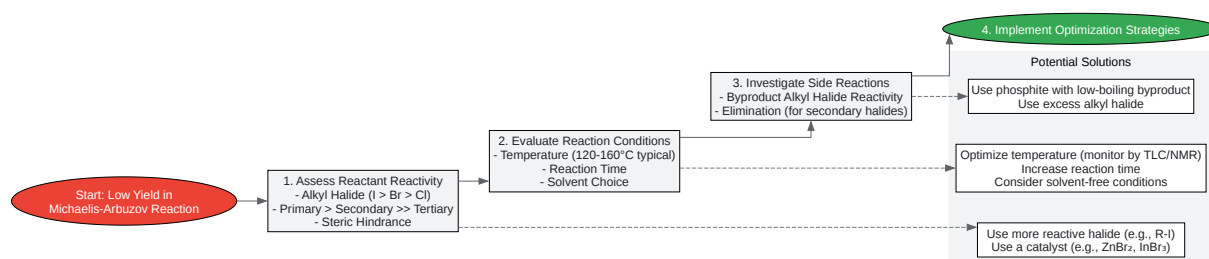 Start: Low Yield in
Michaelis-Arbuzov Reaction
1. Assess Reactant Reactivity
- Alkyl Halide (I > Br > Cl)
- Primary > Secondary >> Tertiary
- Steric Hindrance
2. Evaluate Reaction Conditions
- Temperature (120-160°C typical)
- Reaction Time
- Solvent Choice
3. Investigate Side Reactions
- Byproduct Alkyl Halide Reactivity
- Elimination (for secondary halides)
4. Implement Optimization Strategies
Potential Solutions
Use phosphite with low-boiling byproduct
Use excess alkyl halide
Optimize temperature (monitor by TLC/NMR)
Increase reaction time
Consider solvent-free conditions
Use more reactive halide (e.g., R-I)
Use a catalyst (e.g., ZnBr₂, InBr₃)